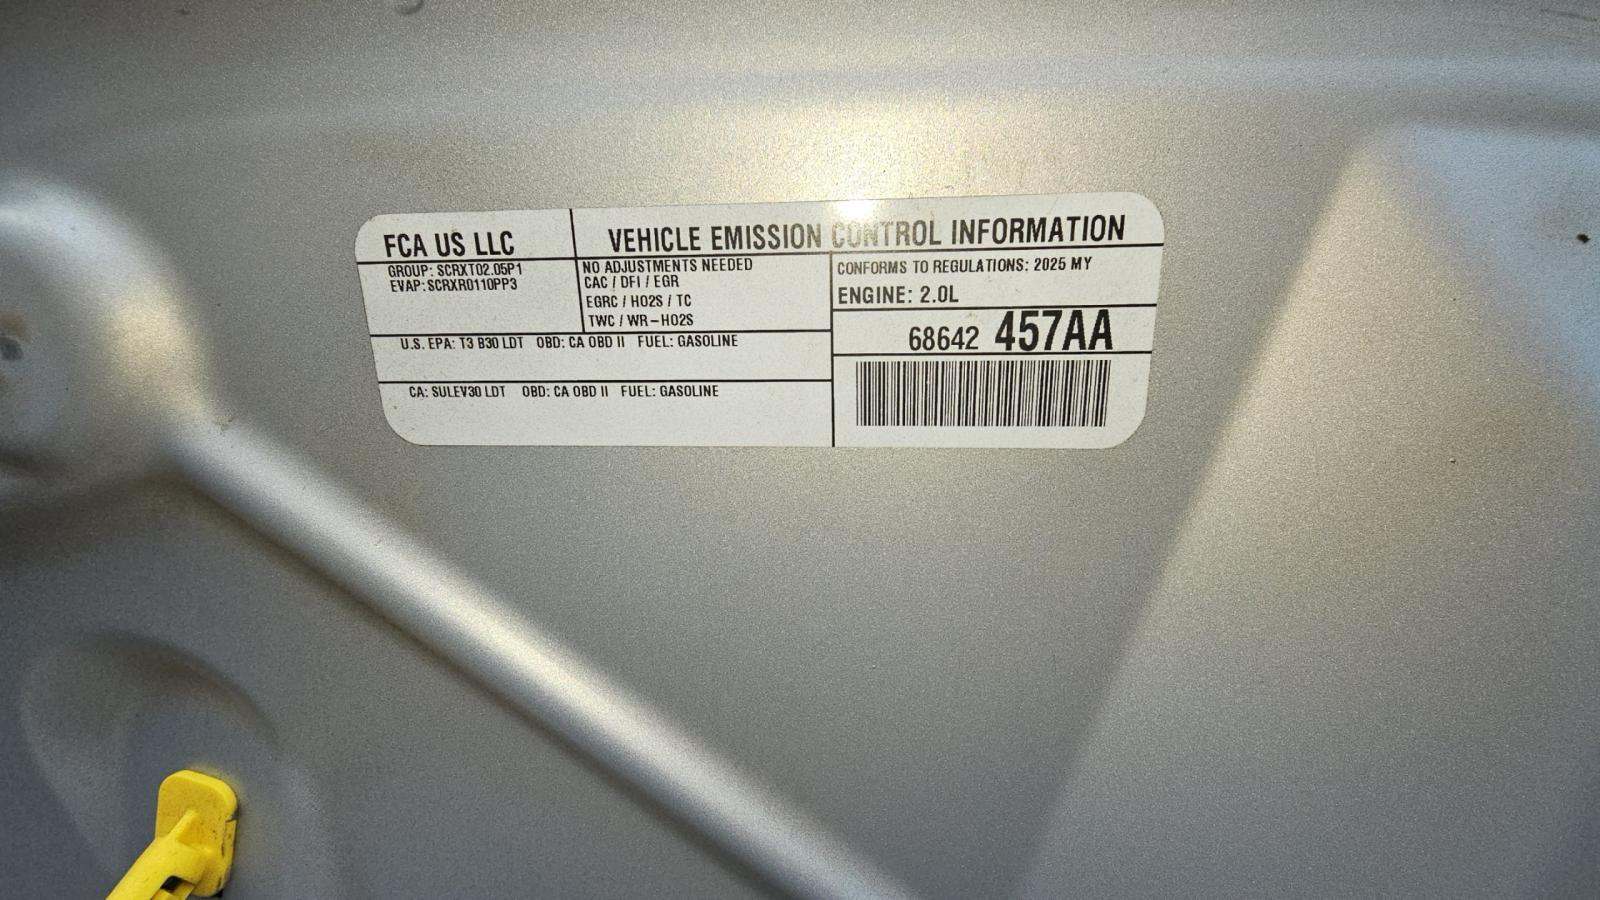 FCA US LLC
VEHICLE EMISSION CONTROL INFORMATION
GROUP: SCRXT02.05P1
EVAP:SCRXR0110PP3
NO ADJUSTMENTS NEEDED
CAC / DFI / EGR
EGRC / HO2S / TC
TWC / WR-HO2S
CONFORMS TO REGULATIONS: 2025 MY
ENGINE: 2.0L
68642 457AA
U.S. EPA: T3 B30 LDT OBD: CA OBD II FUEL: GASOLINE
CA: SULEV30 LDT OBD: CA OBD II FUEL: GASOLINE